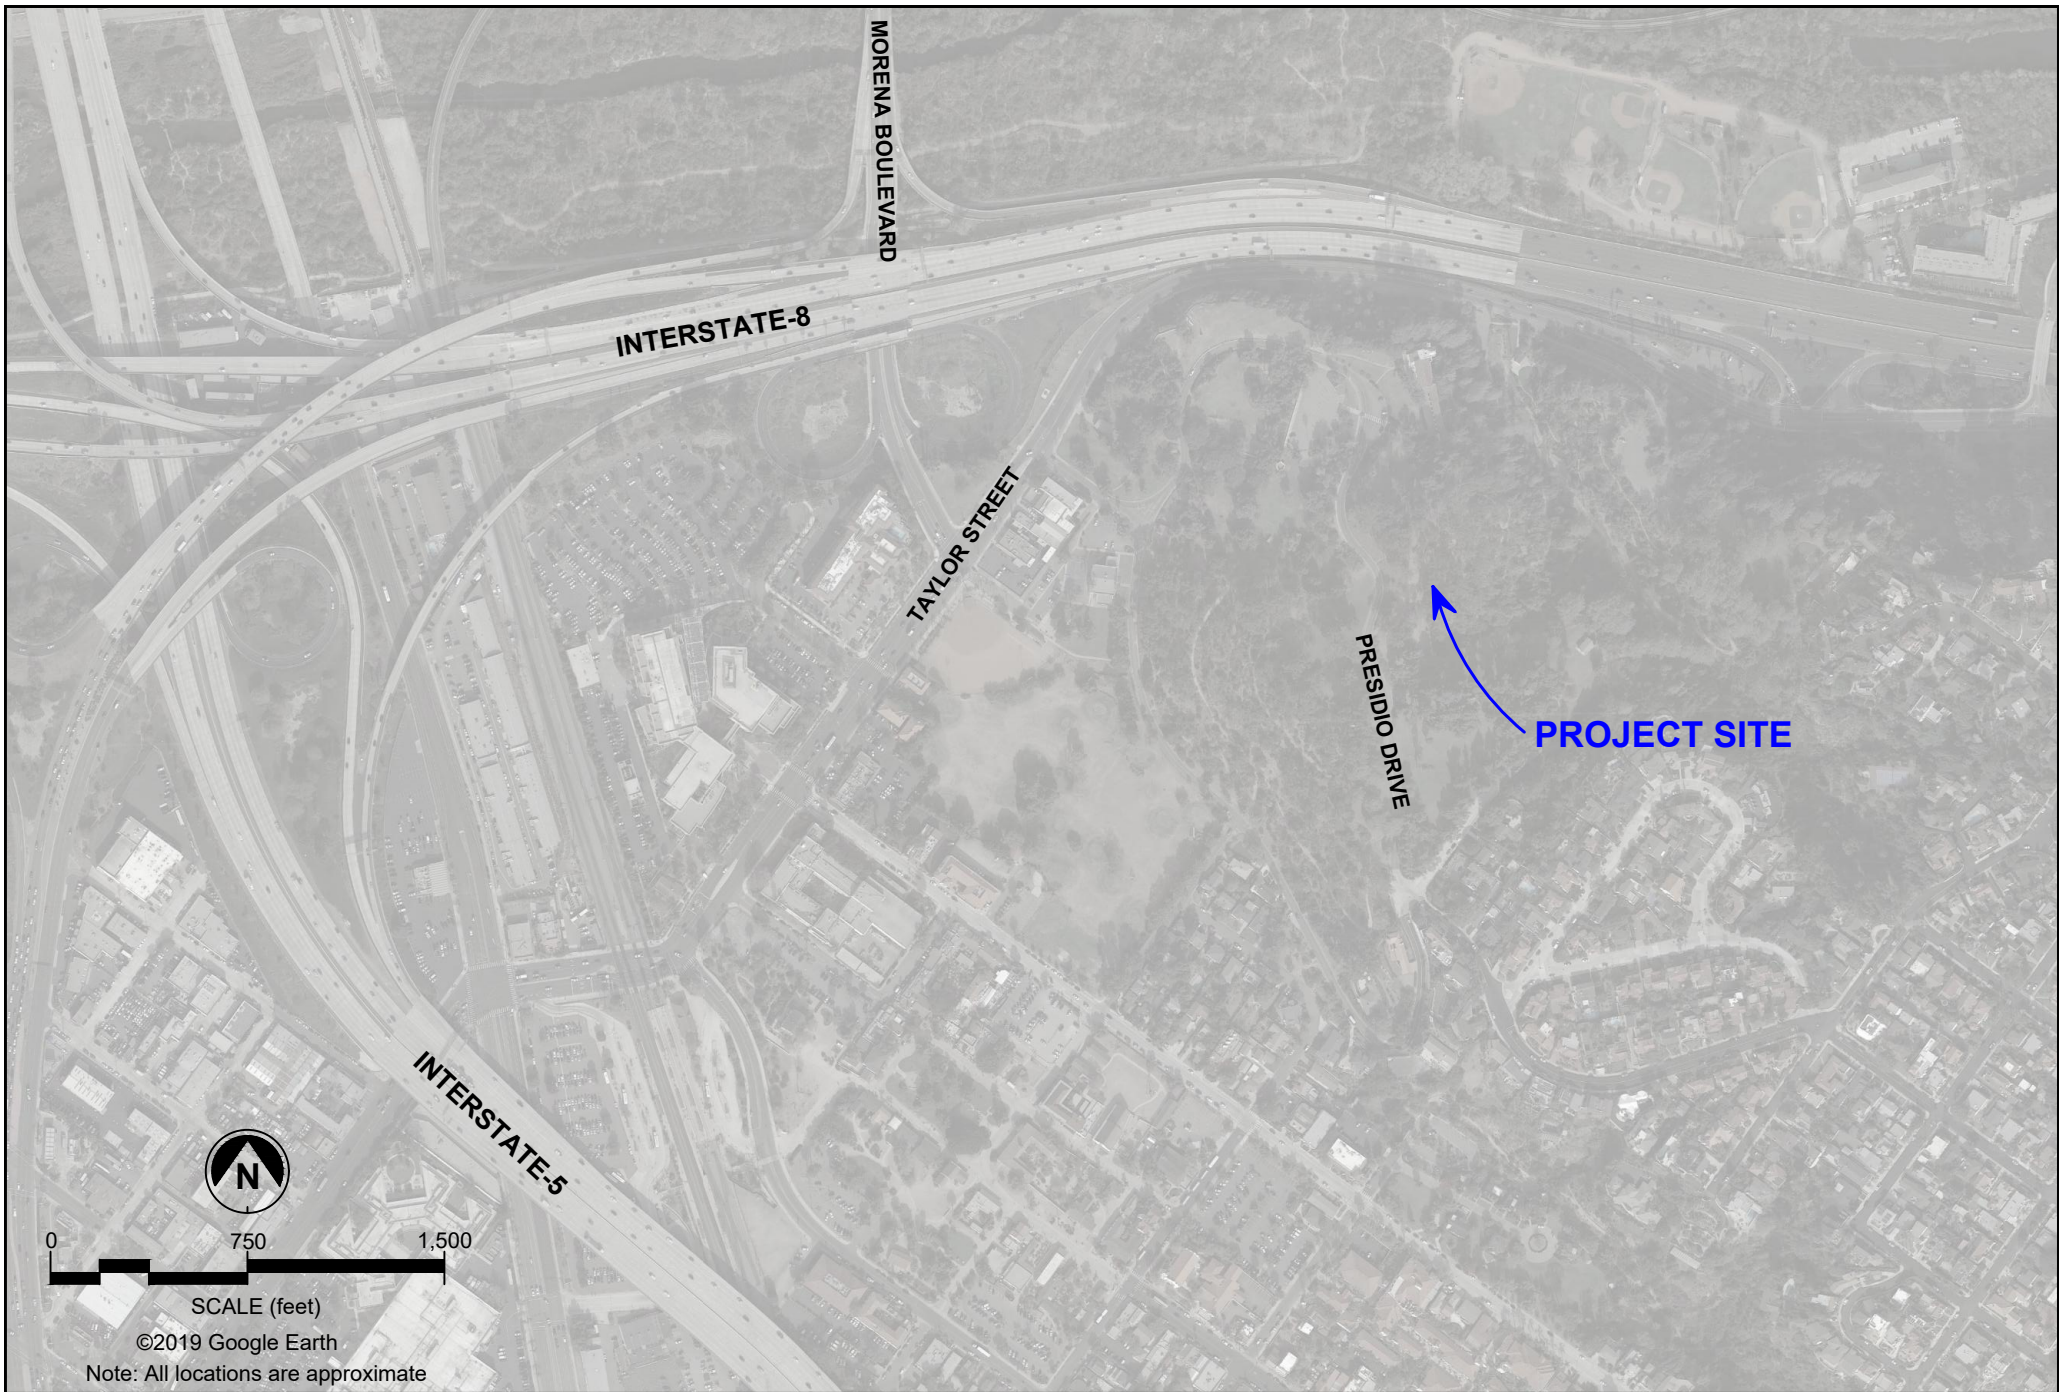 MORENA BOULEVARD
INTERSTATE-8
TAYLOR STREET
PRESIDIO DRIVE
PROJECT SITE
INTERSTATE-5
N
0 750 1,500
SCALE (feet)
©2019 Google Earth
Note: All locations are approximate